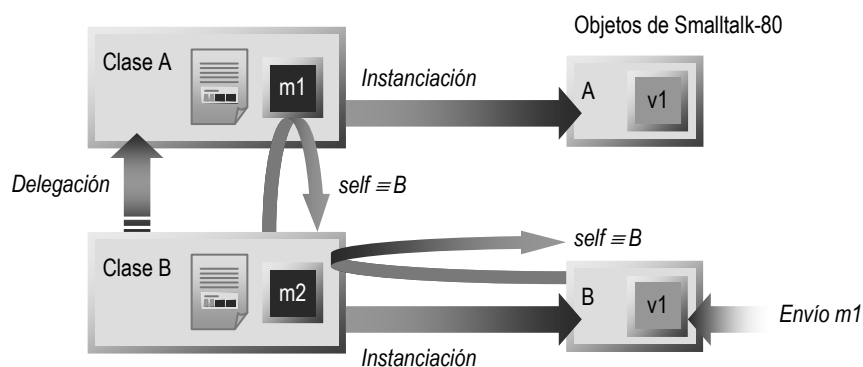 Objetos de Smalltalk-80
Clase A
m1
Instanciación
A
v1
Delegación
self ≡ B
Clase B
m2
self ≡ B
B
v1
Envío m1
Instanciación